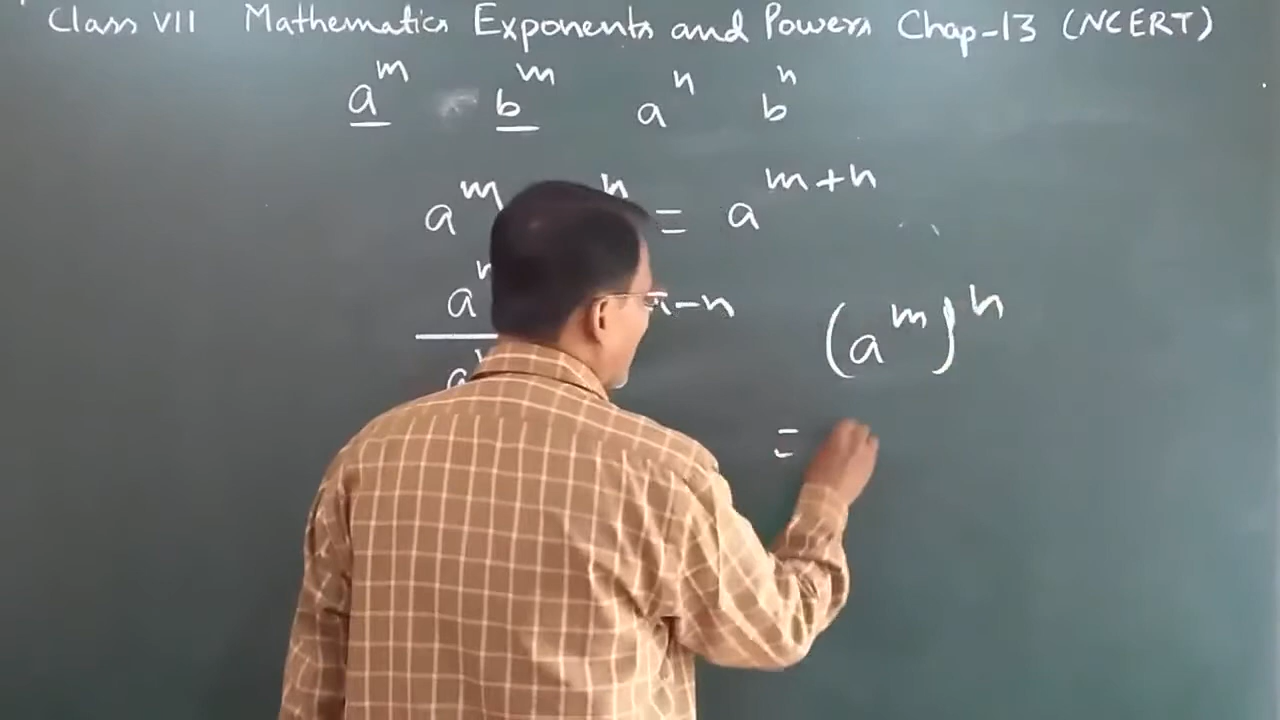 Class VII Mathematics Exponents and Powers Chap-13 (NCERT)
a^m b^m a^n b^n
a^m n = a^{m+n}
a -n
(a^m)^n
a
=